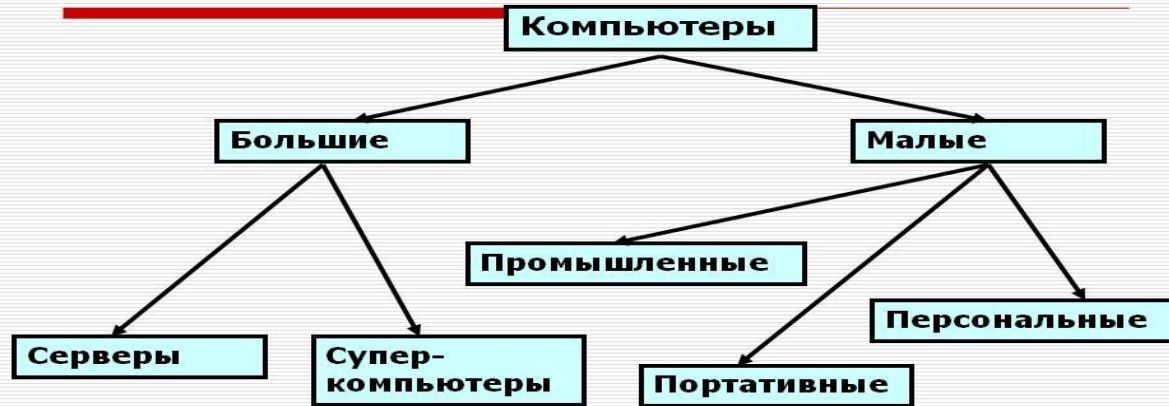 Компьютеры
Большие
Малые
Промышленные
Персональные
Серверы
Супер-
компьютеры
Портативные